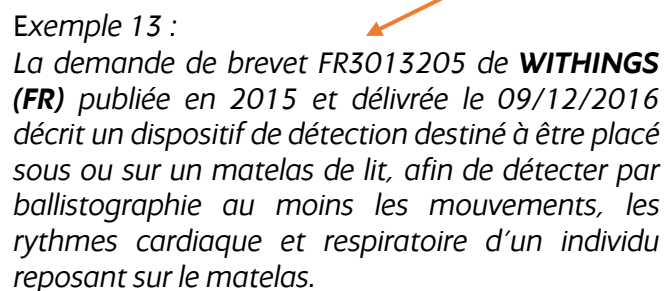 Exemple 13 :
La demande de brevet FR3013205 de WITHINGS
(FR) publiée en 2015 et délivrée le 09/12/2016
décrit un dispositif de détection destiné à être placé
sous ou sur un matelas de lit, afin de détecter par
ballistographie au moins les mouvements, les
rythmes cardiaque et respiratoire d'un individu
reposant sur le matelas.